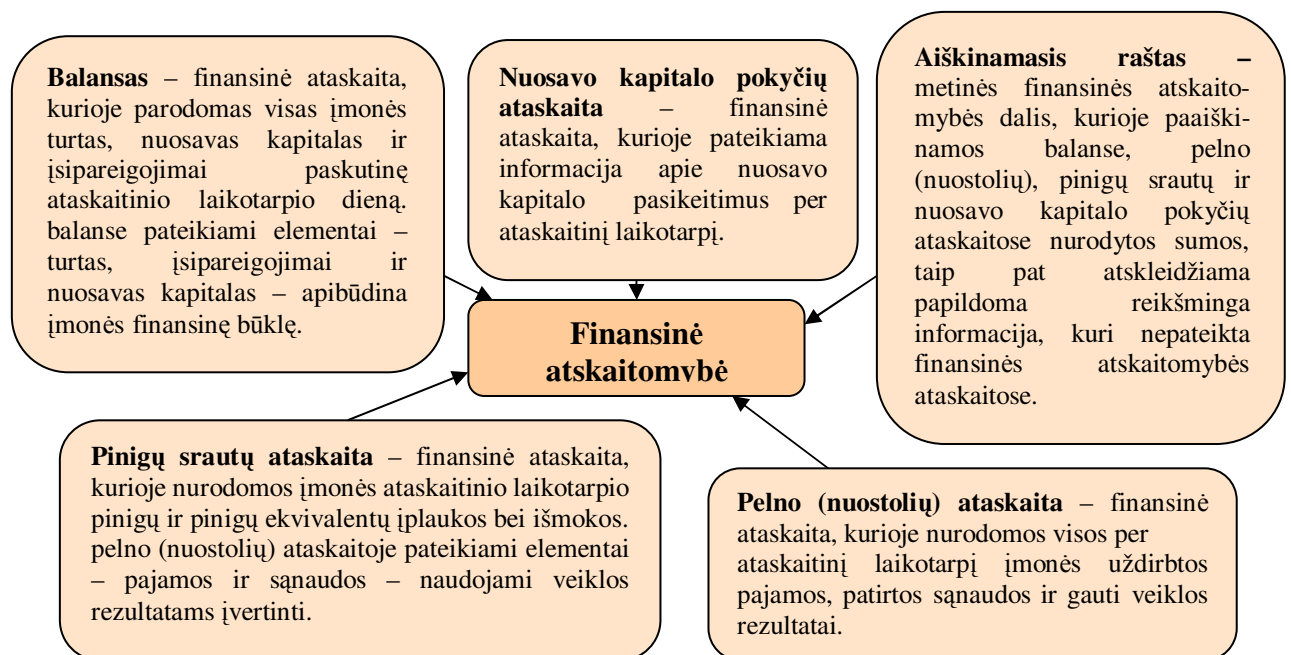 Balansas – finansinė ataskaita,
kurioje parodomas visas įmonės
turtas, nuosavas kapitalas ir
įsipareigojimai paskutinę
ataskaitinio laikotarpio dieną.
balanse pateikiami elementai –
turtas, įsipareigojimai ir
nuosavas kapitalas – apibūdina
įmonės finansinę būklę.
Nuosavo kapitalo pokyčių
ataskaita – finansinė
ataskaita, kurioje pateikiama
informacija apie nuosavo
kapitalo pasikeitimus per
ataskaitinį laikotarpį.
Aiškinamasis raštas –
metinės finansinės atskaito-
mybės dalis, kurioje paaiški-
namos balanse, pelno
(nuostolių), pinigų srautų ir
nuosavo kapitalo pokyčių
ataskaitose nurodytos sumos,
taip pat atskleidžiama
papildoma reikšminga
informacija, kuri nepateikta
finansinės atskaitomybės
ataskaitose.
Finansinė
atskaitomybė
Pinigų srautų ataskaita – finansinė ataskaita,
kurioje nurodomos įmonės ataskaitinio laikotarpio
pinigų ir pinigų ekvivalentų įplaukos bei išmokos.
pelno (nuostolių) ataskaitoje pateikiami elementai
– pajamos ir sąnaudos – naudojami veiklos
rezultatams įvertinti.
Pelno (nuostolių) ataskaita – finansinė
ataskaita, kurioje nurodomos visos per
ataskaitinį laikotarpį įmonės uždirbtos
pajamos, patirtos sąnaudos ir gauti veiklos
rezultatai.